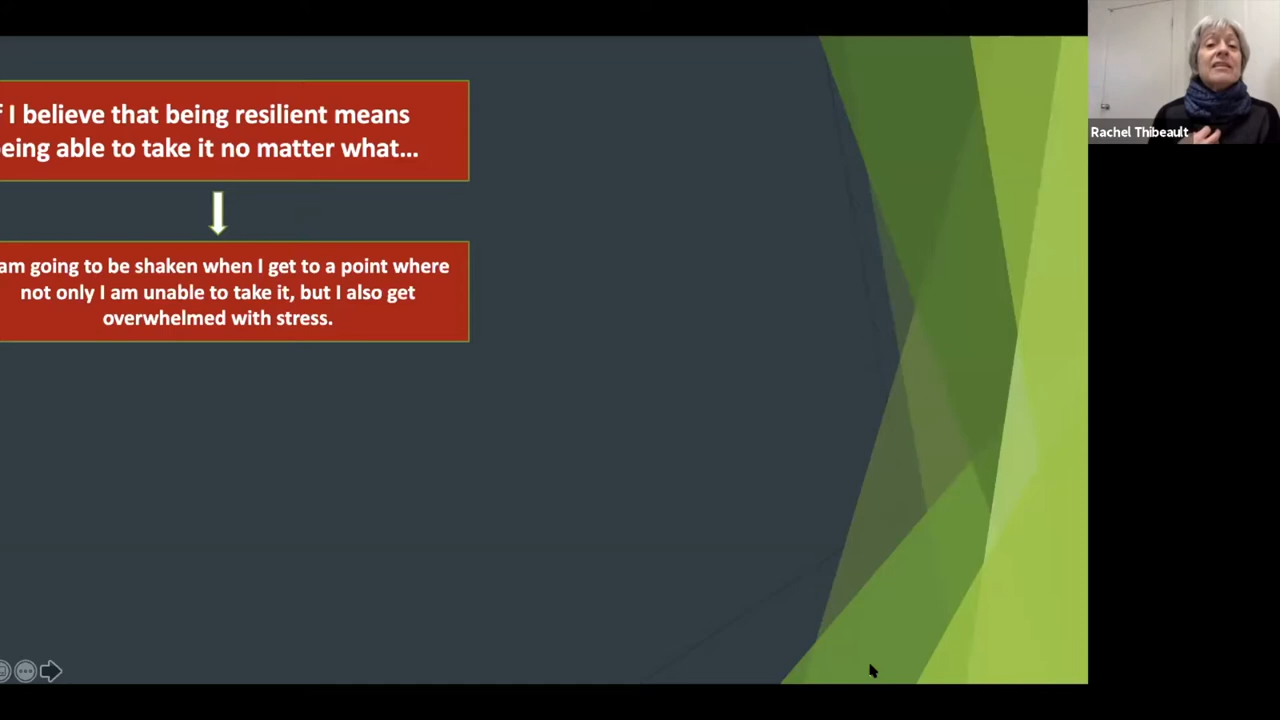 f I believe that being resilient means
eing able to take it no matter what...
am going to be shaken when I get to a point where
not only I am unable to take it, but I also get
overwhelmed with stress.
Rachel Thibeault